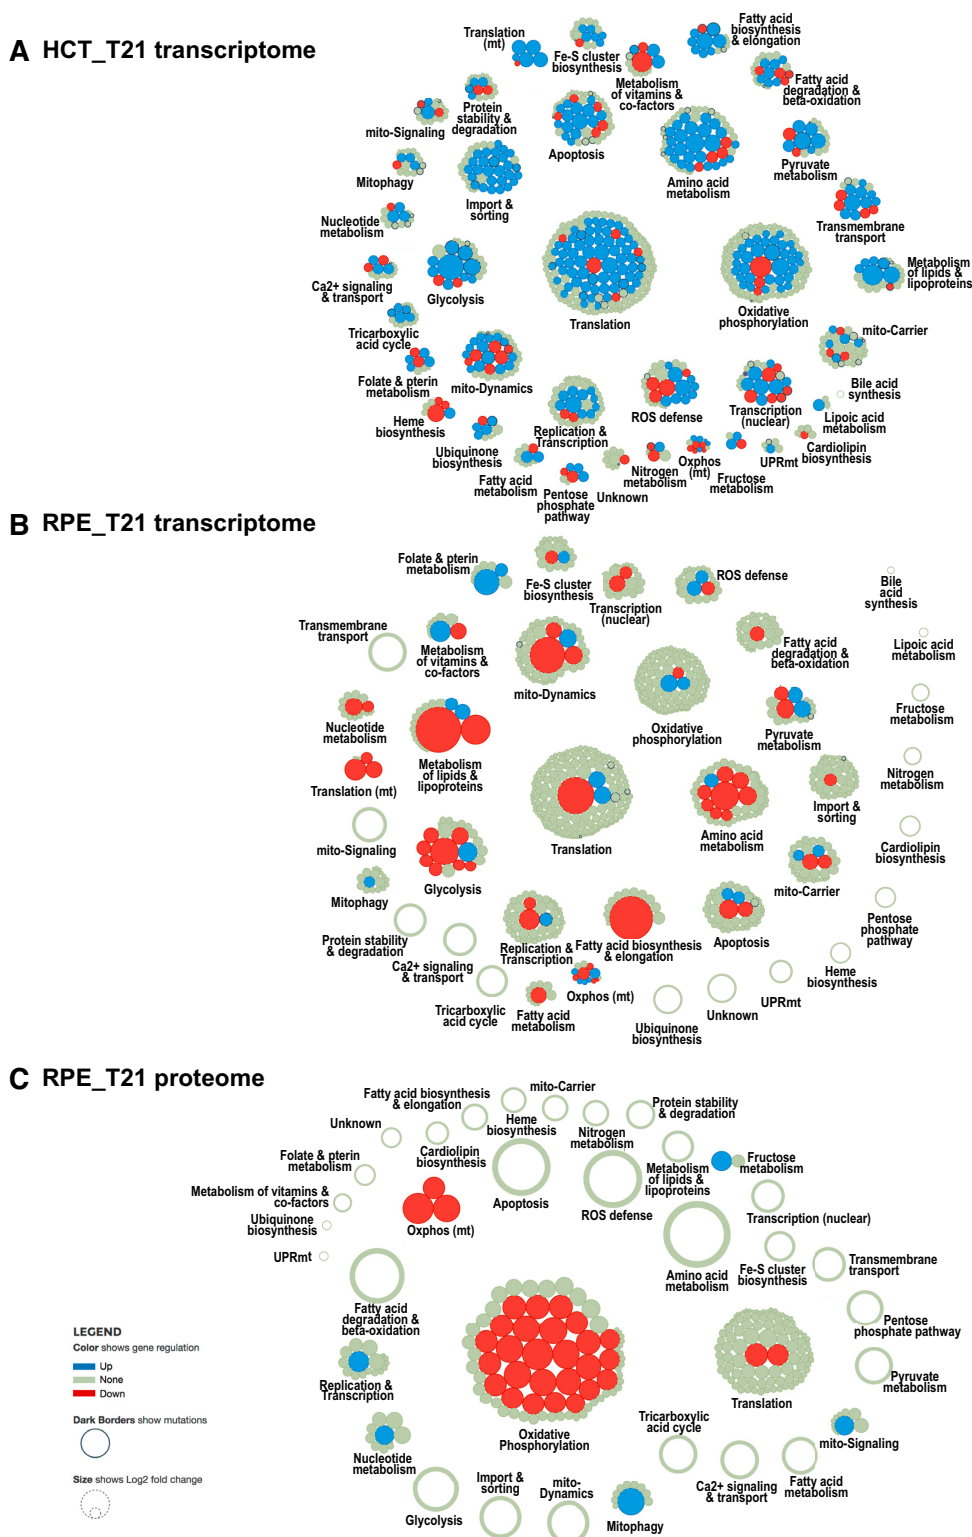 A HCT_T21 transcriptome
Translation
(mt)
Fe-S cluster
biosynthesis
Metabolism
of vitamins &
co-factors
Fatty acid
biosynthesis
& elongation
Fatty acid
degradation &
beta-oxidation
Protein
stability &
degradation
mito-Signaling
Apoptosis
Amino acid
metabolism
Pyruvate
metabolism
Mitophagy
Import &
sorting
Nucleotide
metabolism
Transmembrane
transport
Ca2+ signaling
& transport
Glycolysis
Translation
Oxidative
phosphorylation
Metabolism
of lipids &
lipoproteins
Tricarboxylic
acid cycle
mito-Carrier
Folate & pterin
metabolism
mito-Dynamics
Bile acid
synthesis
Heme
biosynthesis
Replication &
Transcription
ROS defense
Transcription
(nuclear)
Lipoic acid
metabolism
Ubiquinone
biosynthesis
Fatty acid
metabolism
Pentose
phosphate
pathway
Unknown
Nitrogen
metabolism
Oxphos
(mt)
Fructose
metabolism
UPRmt
Cardiolipin
biosynthesis
B RPE_T21 transcriptome
Folate & pterin
metabolism
Fe-S cluster
biosynthesis
Transcription
(nuclear)
ROS defense
Bile
acid
synthesis
Transmembrane
transport
Metabolism
of vitamins &
co-factors
mito-Dynamics
Fatty acid
degradation &
beta-oxidation
Lipoic acid
metabolism
Oxidative
phosphorylation
Pyruvate
metabolism
Fructose
metabolism
Nucleotide
metabolism
Metabolism
of lipids &
lipoproteins
Translation (mt)
Nitrogen
metabolism
Import &
sorting
mito-Signaling
Translation
Amino acid
metabolism
Cardiolipin
biosynthesis
Mitophagy
Glycolysis
mito-Carrier
Pentose
phosphate
pathway
Protein stability
& degradation
Replication &
Transcription
Fatty acid biosynthesis
& elongation
Apoptosis
Ca2+ signaling
& transport
Heme
biosynthesis
Tricarboxylic
acid cycle
Fatty acid
metabolism
Oxphos (mt)
Ubiquinone
biosynthesis
Unknown
UPRmt
C RPE_T21 proteome
Fatty acid biosynthesis
& elongation
mito-Carrier
Protein stability
& degradation
Unknown
Cardiolipin
biosynthesis
Heme
biosynthesis
Nitrogen
metabolism
Folate & pterin
metabolism
Metabolism
of lipids &
lipoproteins
Fructose
metabolism
Metabolism of vitamins &
co-factors
Apoptosis
ROS defense
Transcription (nuclear)
Ubiquinone
biosynthesis
Oxphos (mt)
UPRmt
Amino acid
metabolism
Fe-S cluster
biosynthesis
Transmembrane
transport
Fatty acid
degradation &
beta-oxidation
Pentose
phosphate pathway
Replication &
Transcription
Oxidative
Phosphorylation
Translation
Pyruvate
metabolism
Nucleotide
metabolism
Tricarboxylic
acid cycle
mito-Signaling
Glycolysis
Import &
sorting
mito-
Dynamics
Mitophagy
Ca2+ signaling
& transport
Fatty acid
metabolism
LEGEND
Color shows gene regulation
Up
None
Down
Dark Borders show mutations
Size shows Log2 fold change